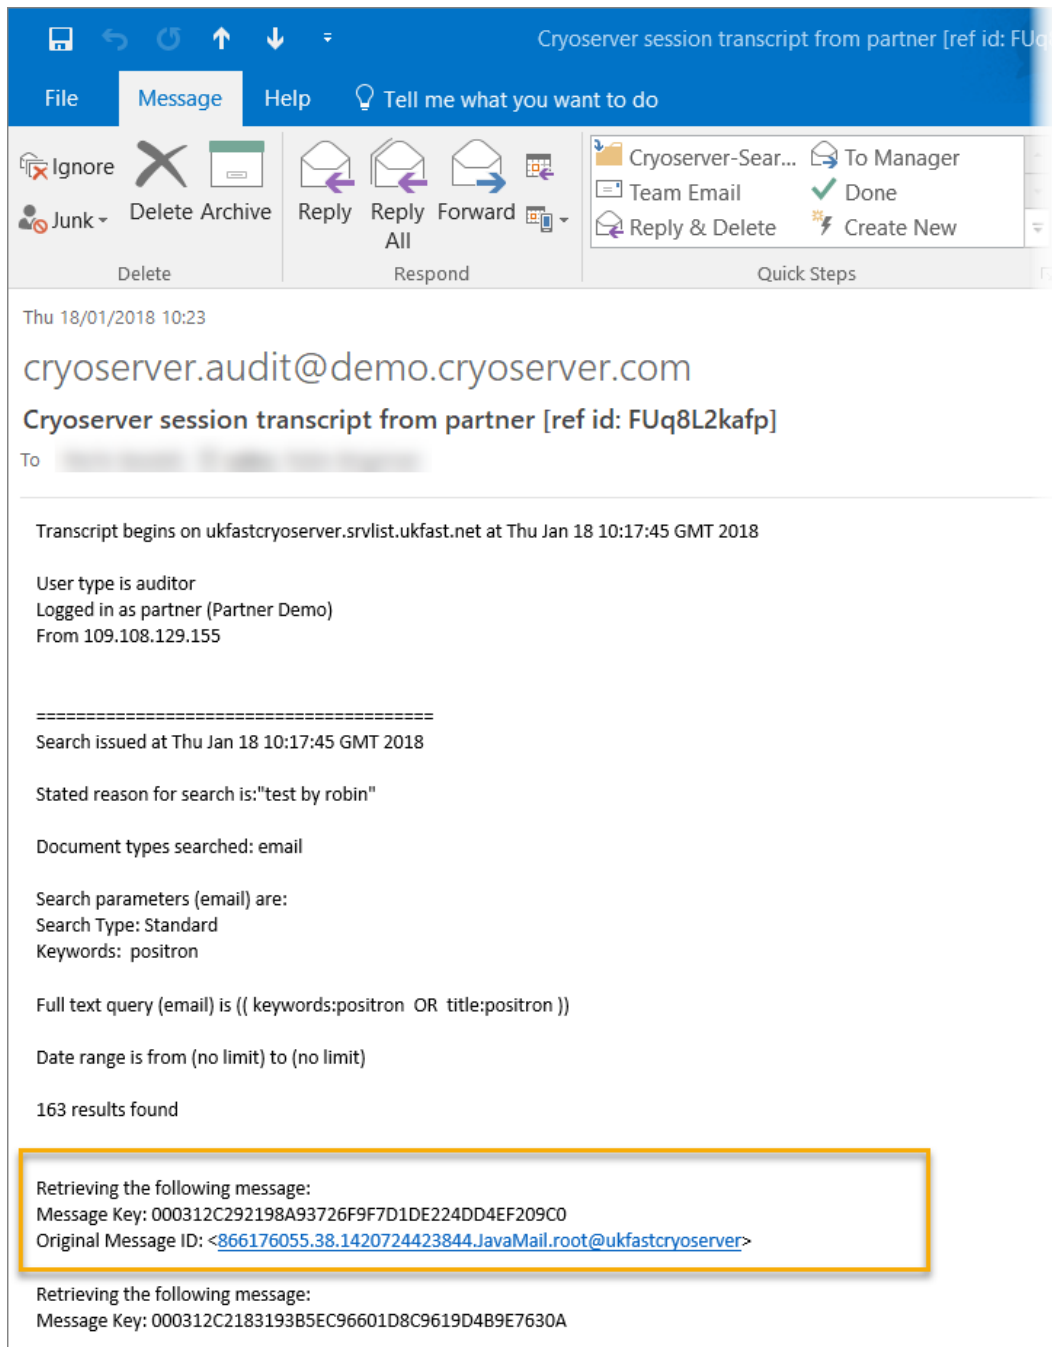 Cryoserver session transcript from partner [ref id: FUq
File Message Help Tell me what you want to do
Ignore
Junk
Delete Archive
Reply Reply All Forward
Cryoserver-Sear... To Manager
Team Email Done
Reply & Delete Create New
Delete Respond Quick Steps
Thu 18/01/2018 10:23
cryoserver.audit@demo.cryoserver.com
Cryoserver session transcript from partner [ref id: FUq8L2kafp]
To
Transcript begins on ukfastcryoserver.srvlist.ukfast.net at Thu Jan 18 10:17:45 GMT 2018
User type is auditor
Logged in as partner (Partner Demo)
From 109.108.129.155
========================================
Search issued at Thu Jan 18 10:17:45 GMT 2018
Stated reason for search is:"test by robin"
Document types searched: email
Search parameters (email) are:
Search Type: Standard
Keywords:  positron
Full text query (email) is (( keywords:positron  OR  title:positron ))
Date range is from (no limit) to (no limit)
163 results found
Retrieving the following message:
Message Key: 000312C292198A93726F9F7D1DE224DD4EF209C0
Original Message ID: <866176055.38.1420724423844.JavaMail.root@ukfastcryoserver>
Retrieving the following message:
Message Key: 000312C2183193B5EC96601D8C9619D4B9E7630A